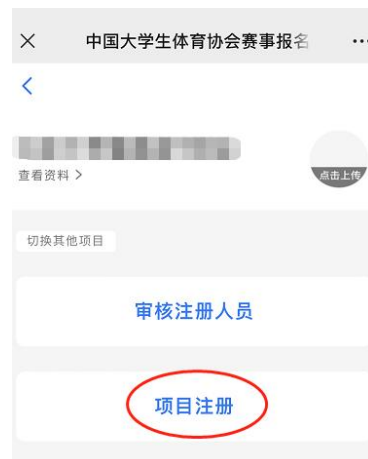 中国大学生体育协会赛事报名
查看资料
点击上传
切换其他项目
审核注册人员
项目注册